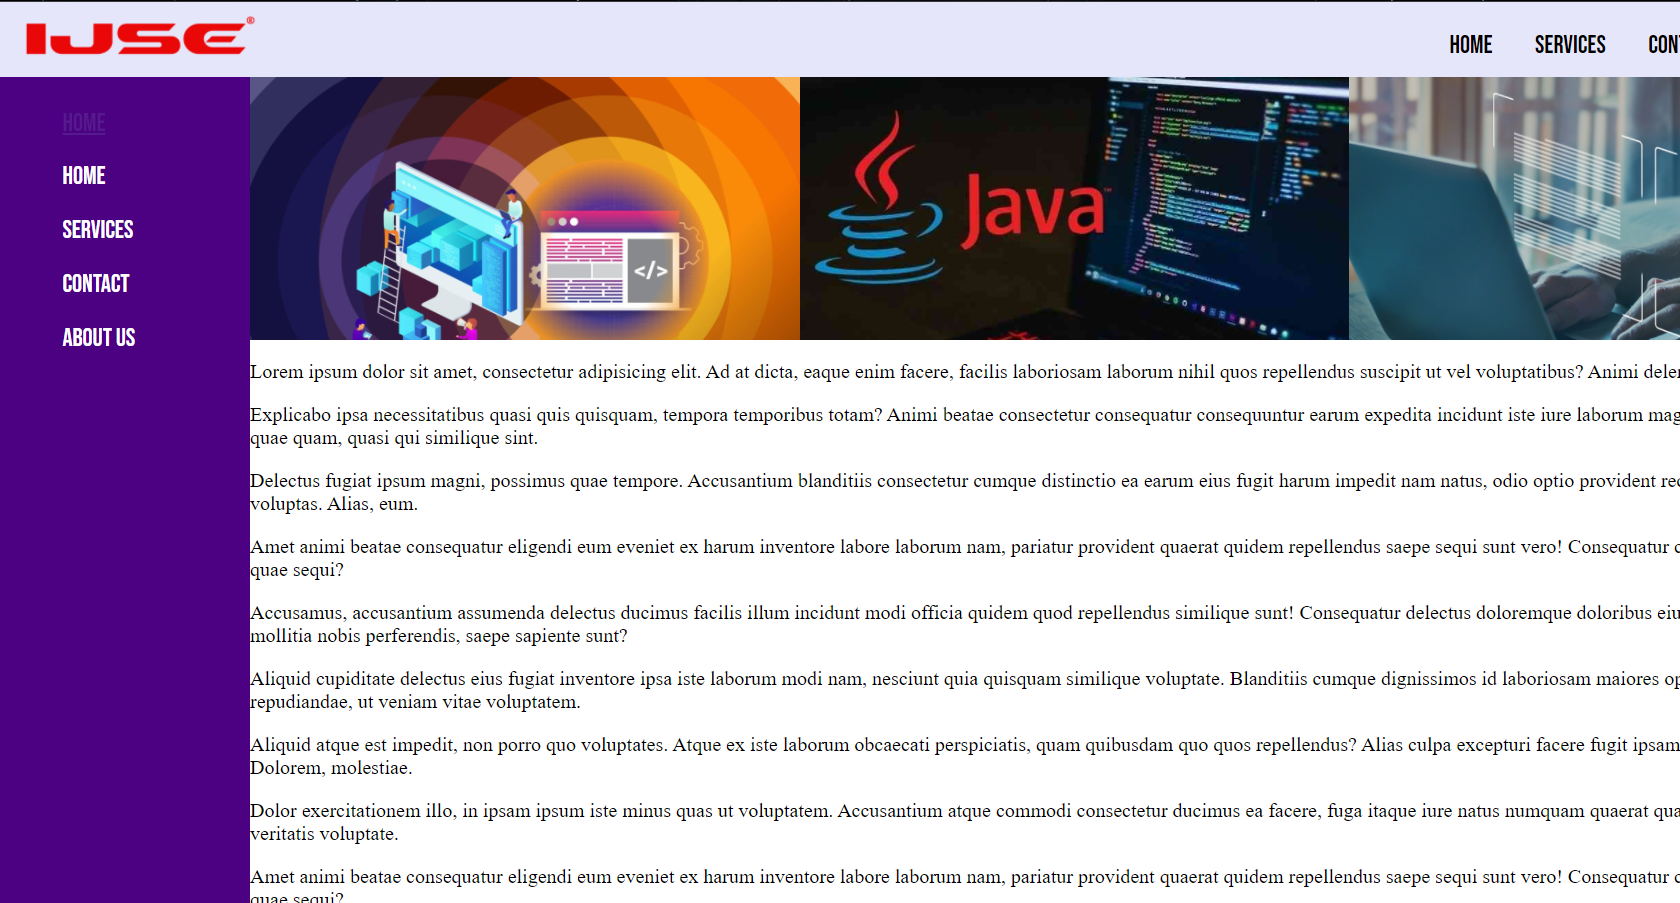 IJSE®
HOME SERVICES
HOME
HOME
SERVICES
CONTACT
ABOUT US
</>
Java™
Lorem ipsum dolor sit amet, consectetur adipisicing elit. Ad at dicta, eaque enim facere, facilis laboriosam laborum nihil quos repellendus suscipit ut vel voluptatibus? Animi
Explicabo ipsa necessitatibus quasi quis quisquam, tempora temporibus totam? Animi beatae consectetur consequatur consequuntur earum expedita incidunt iste iure laborum
quae quam, quasi qui similique sint.
Delectus fugiat ipsum magni, possimus quae tempore. Accusantium blanditiis consectetur cumque distinctio ea earum eius fugit harum impedit nam natus, odio optio provident
voluptas. Alias, eum.
Amet animi beatae consequatur eligendi eum eveniet ex harum inventore labore laborum nam, pariatur provident quaerat quidem repellendus saepe sequi sunt vero! Consequatur
quae sequi?
Accusamus, accusantium assumenda delectus ducimus facilis illum incidunt modi officia quidem quod repellendus similique sunt! Consequatur delectus doloremque doloribus
mollitia nobis perferendis, saepe sapiente sunt?
Aliquid cupiditate delectus eius fugiat inventore ipsa iste laborum modi nam, nesciunt quia quisquam similique voluptate. Blanditiis cumque dignissimos id laboriosam maiores
repudiandae, ut veniam vitae voluptatem.
Aliquid atque est impedit, non porro quo voluptates. Atque ex iste laborum obcaecati perspiciatis, quam quibusdam quo quos repellendus? Alias culpa excepturi facere fugit ipsam
Dolorem, molestiae.
Dolor exercitationem illo, in ipsam ipsum iste minus quas ut voluptatem. Accusantium atque commodi consectetur ducimus ea facere, fuga itaque iure natus numquam quaerat
veritatis voluptate.
Amet animi beatae consequatur eligendi eum eveniet ex harum inventore labore laborum nam, pariatur provident quaerat quidem repellendus saepe sequi sunt vero! Consequatur
quae sequi?